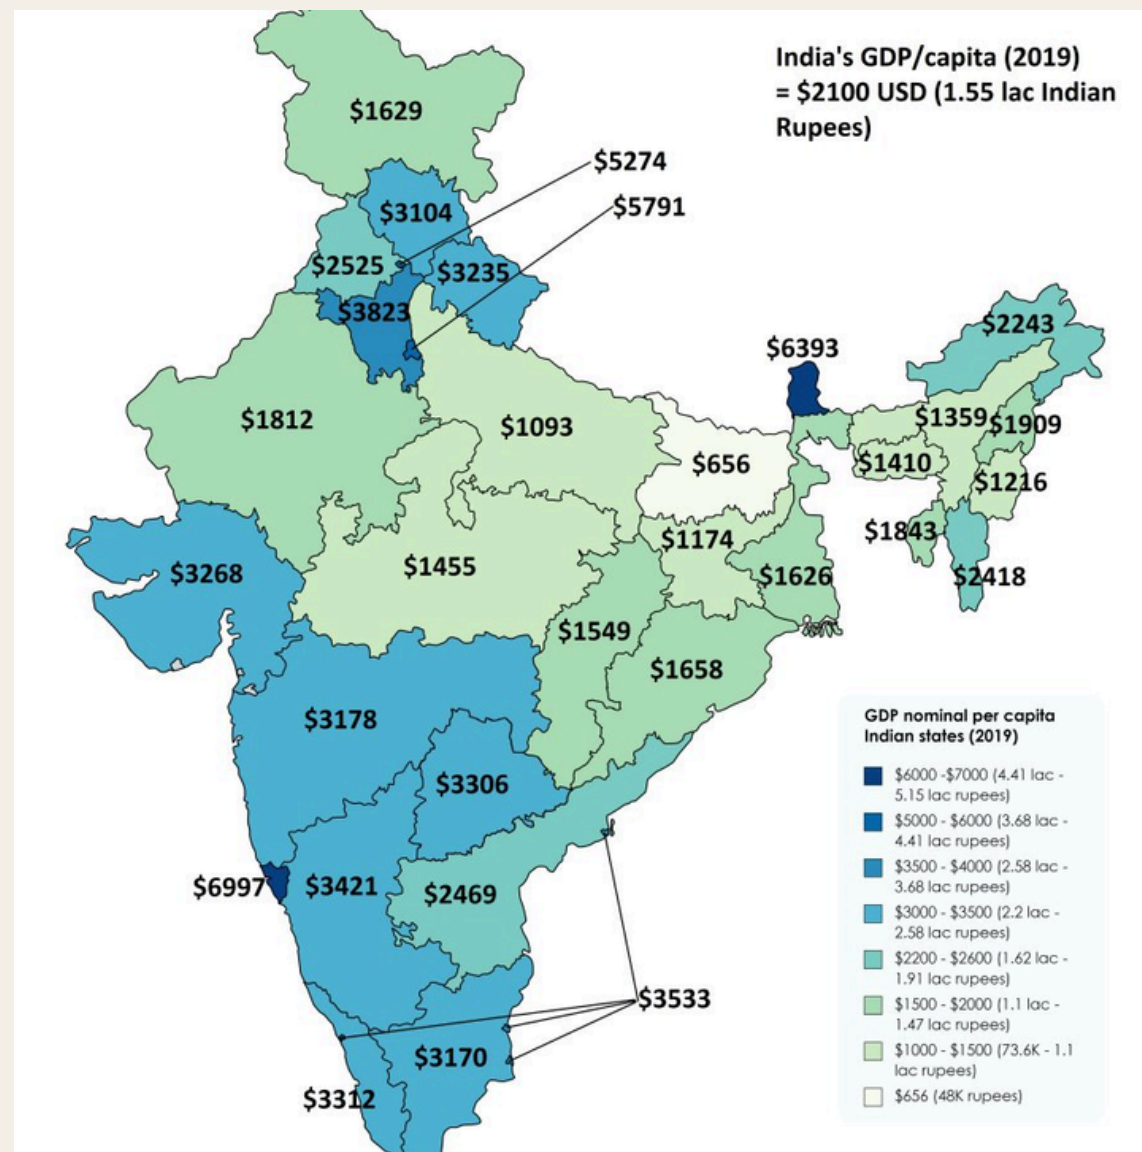 India's GDP/capita (2019)
= $2100 USD (1.55 lac Indian
Rupees)
$1629
$5274
$3104
$5791
$2525
$3235
$3823
$2243
$6393
$1812
$1093
$1359
$1909
$656
$1410
$1216
$1174
$1843
$1455
$3268
$1626
$2418
$1549
$1658
$3178
$3306
$6997
$3421
$2469
$3533
$3170
$3312
GDP nominal per capita
Indian states (2019)
$6000 -$7000 (4.41 lac -
5.15 lac rupees)
$5000 - $6000 (3.68 lac -
4.41 lac rupees)
$3500 - $4000 (2.58 lac -
3.68 lac rupees)
$3000 - $3500 (2.2 lac -
2.58 lac rupees)
$2200 - $2600 (1.62 lac -
1.91 lac rupees)
$1500 - $2000 (1.1 lac -
1.47 lac rupees)
$1000 - $1500 (73.6K - 1.1
lac rupees)
$656 (48K rupees)